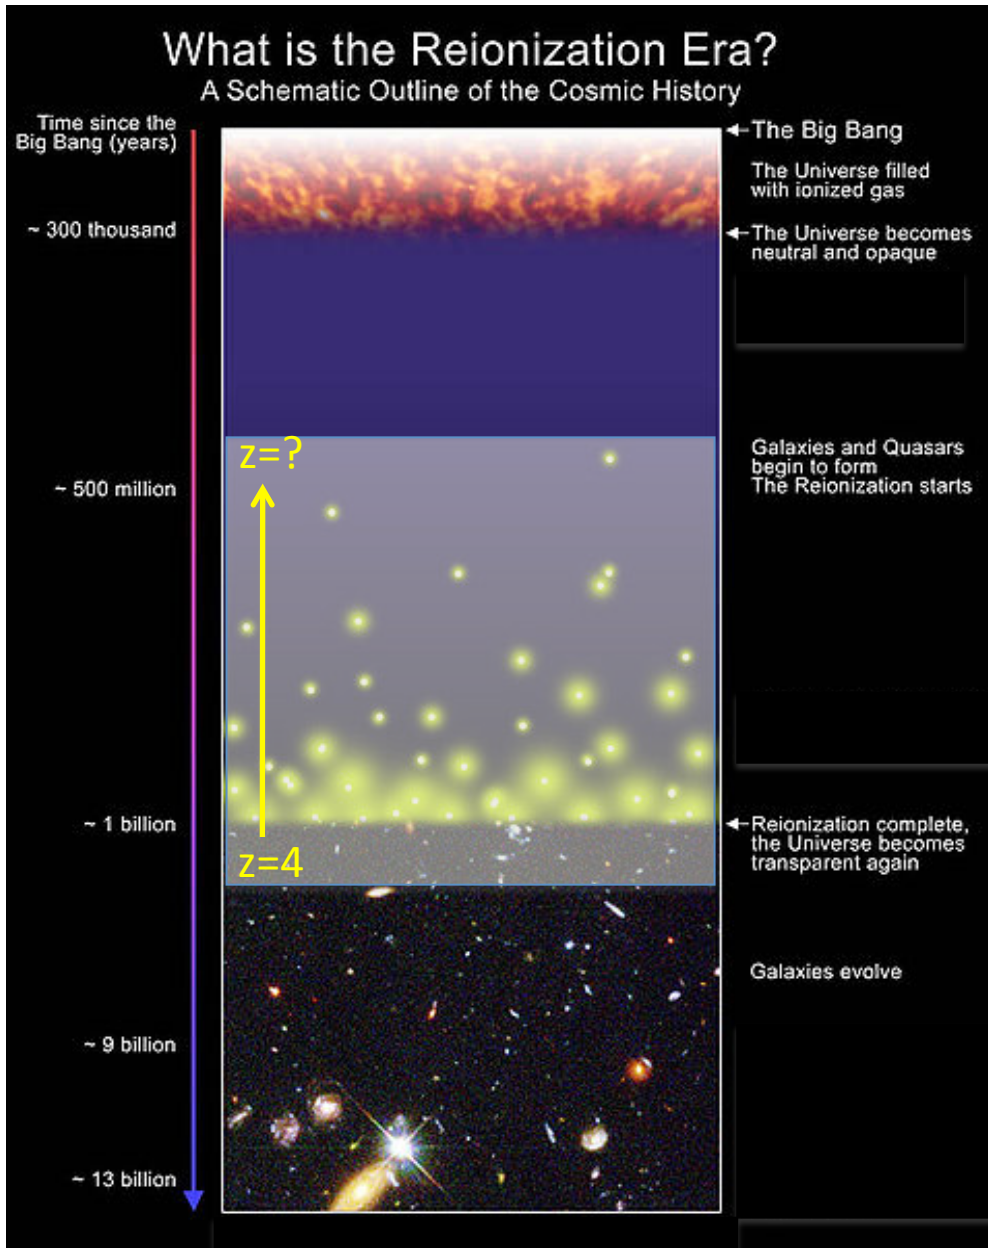 What is the Reionization Era?
A Schematic Outline of the Cosmic History
Time since the
Big Bang (years)
The Big Bang
The Universe filled
with ionized gas
~ 300 thousand
The Universe becomes
neutral and opaque
z=?
Galaxies and Quasars
begin to form
The Reionization starts
~ 500 million
~ 1 billion
Reionization complete,
the Universe becomes
transparent again
z=4
Galaxies evolve
~ 9 billion
~ 13 billion